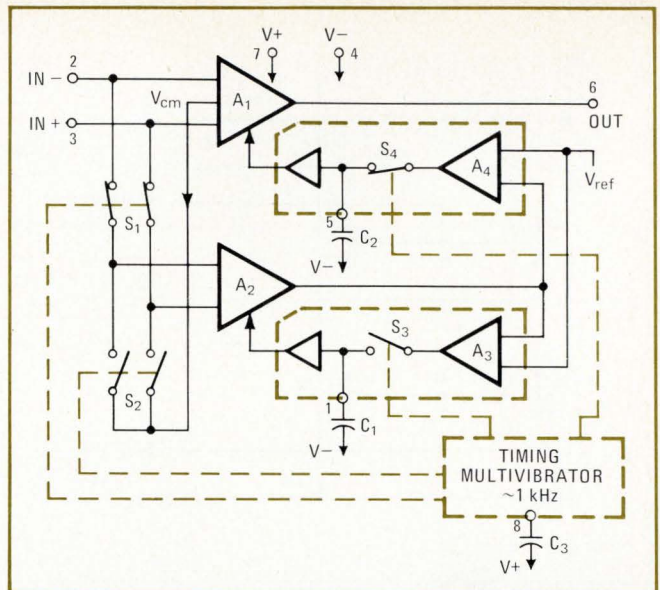 V+ V−
7 4
2
IN −
IN +
3
Vcm
A1
6
OUT
S4
A4
Vref
S1
5
C2
V−
A2
S3
A3
S2
1
C1
V−
TIMING
MULTIVIBRATOR
~1 kHz
8
C3
V+